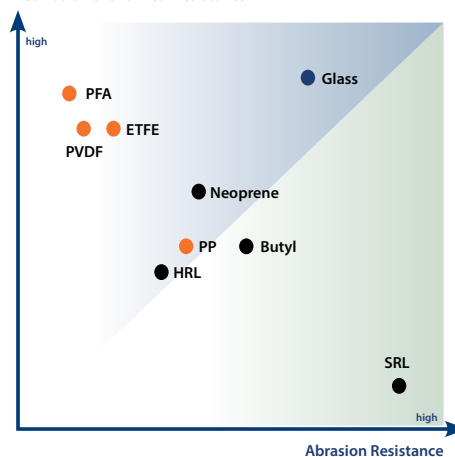 high
Glass
PFA
ETFE
PVDF
Neoprene
PP
Butyl
HRL
SRL
high
Abrasion Resistance